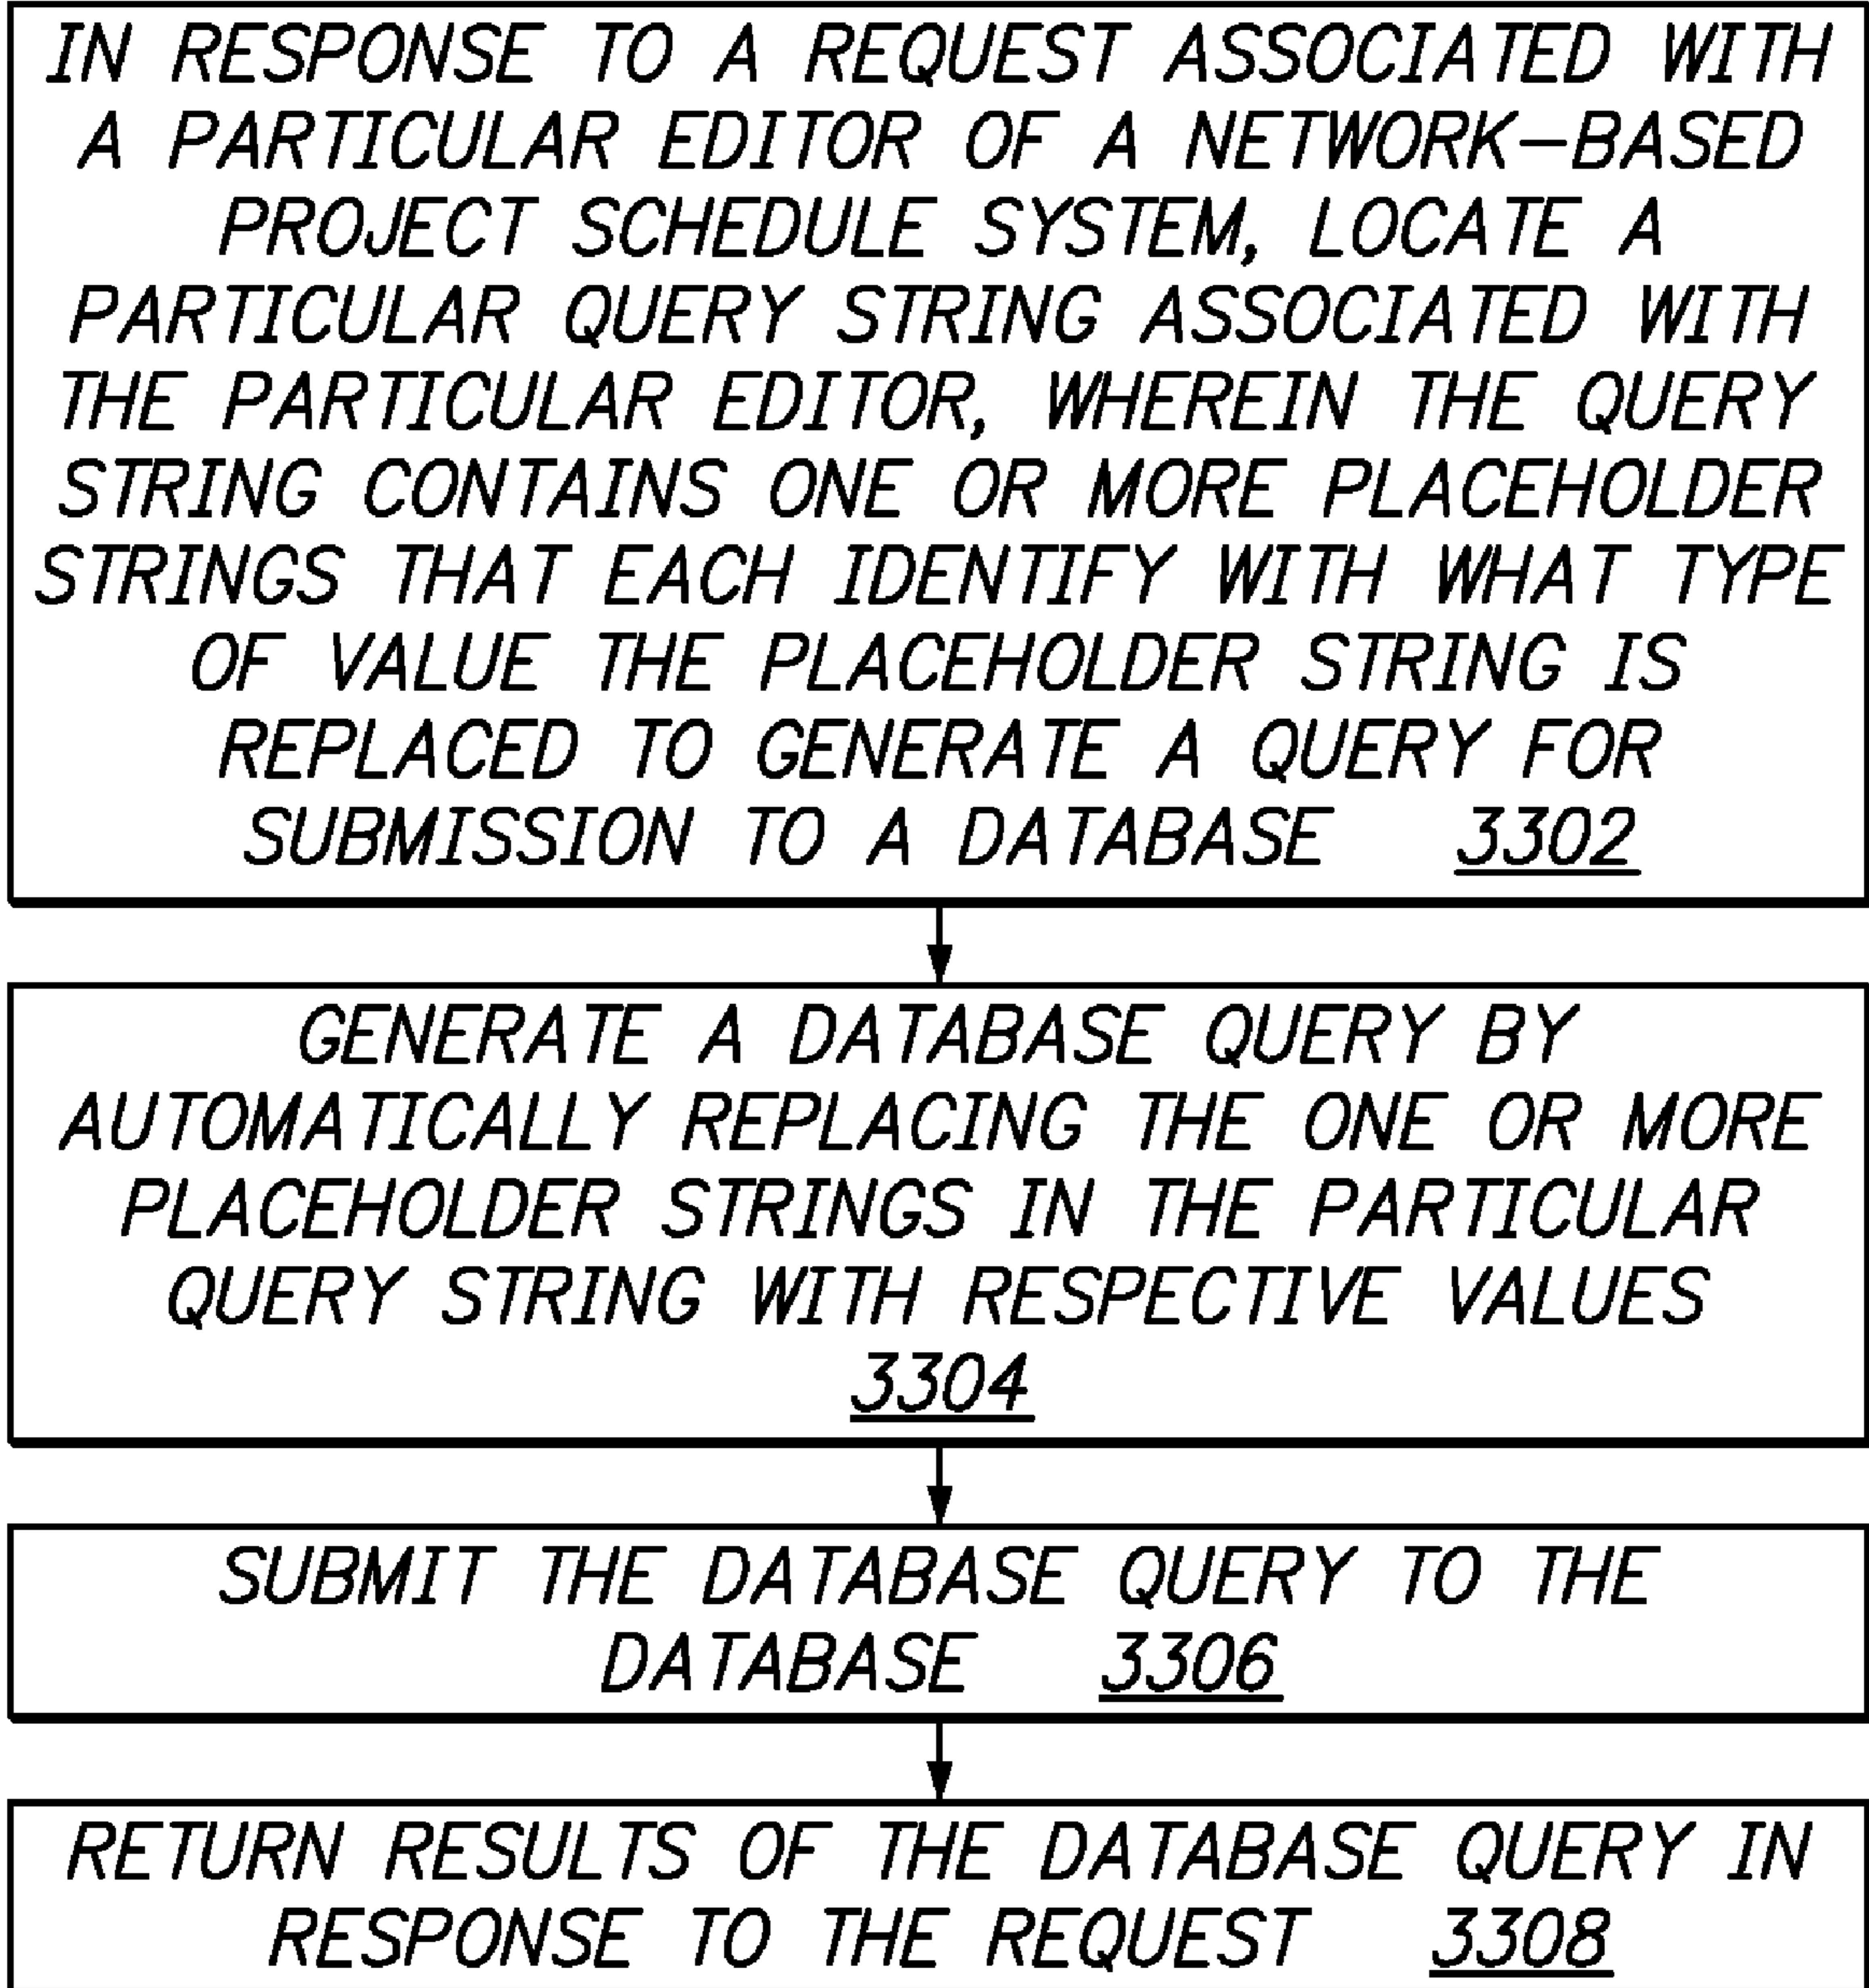 IN RESPONSE TO A REQUEST ASSOCIATED WITH
A PARTICULAR EDITOR OF A NETWORK-BASED
PROJECT SCHEDULE SYSTEM, LOCATE A
PARTICULAR QUERY STRING ASSOCIATED WITH
THE PARTICULAR EDITOR, WHEREIN THE QUERY
STRING CONTAINS ONE OR MORE PLACEHOLDER
STRINGS THAT EACH IDENTIFY WITH WHAT TYPE
OF VALUE THE PLACEHOLDER STRING IS
REPLACED TO GENERATE A QUERY FOR
SUBMISSION TO A DATABASE 3302
GENERATE A DATABASE QUERY BY
AUTOMATICALLY REPLACING THE ONE OR MORE
PLACEHOLDER STRINGS IN THE PARTICULAR
QUERY STRING WITH RESPECTIVE VALUES
3304
SUBMIT THE DATABASE QUERY TO THE
DATABASE 3306
RETURN RESULTS OF THE DATABASE QUERY IN
RESPONSE TO THE REQUEST 3308